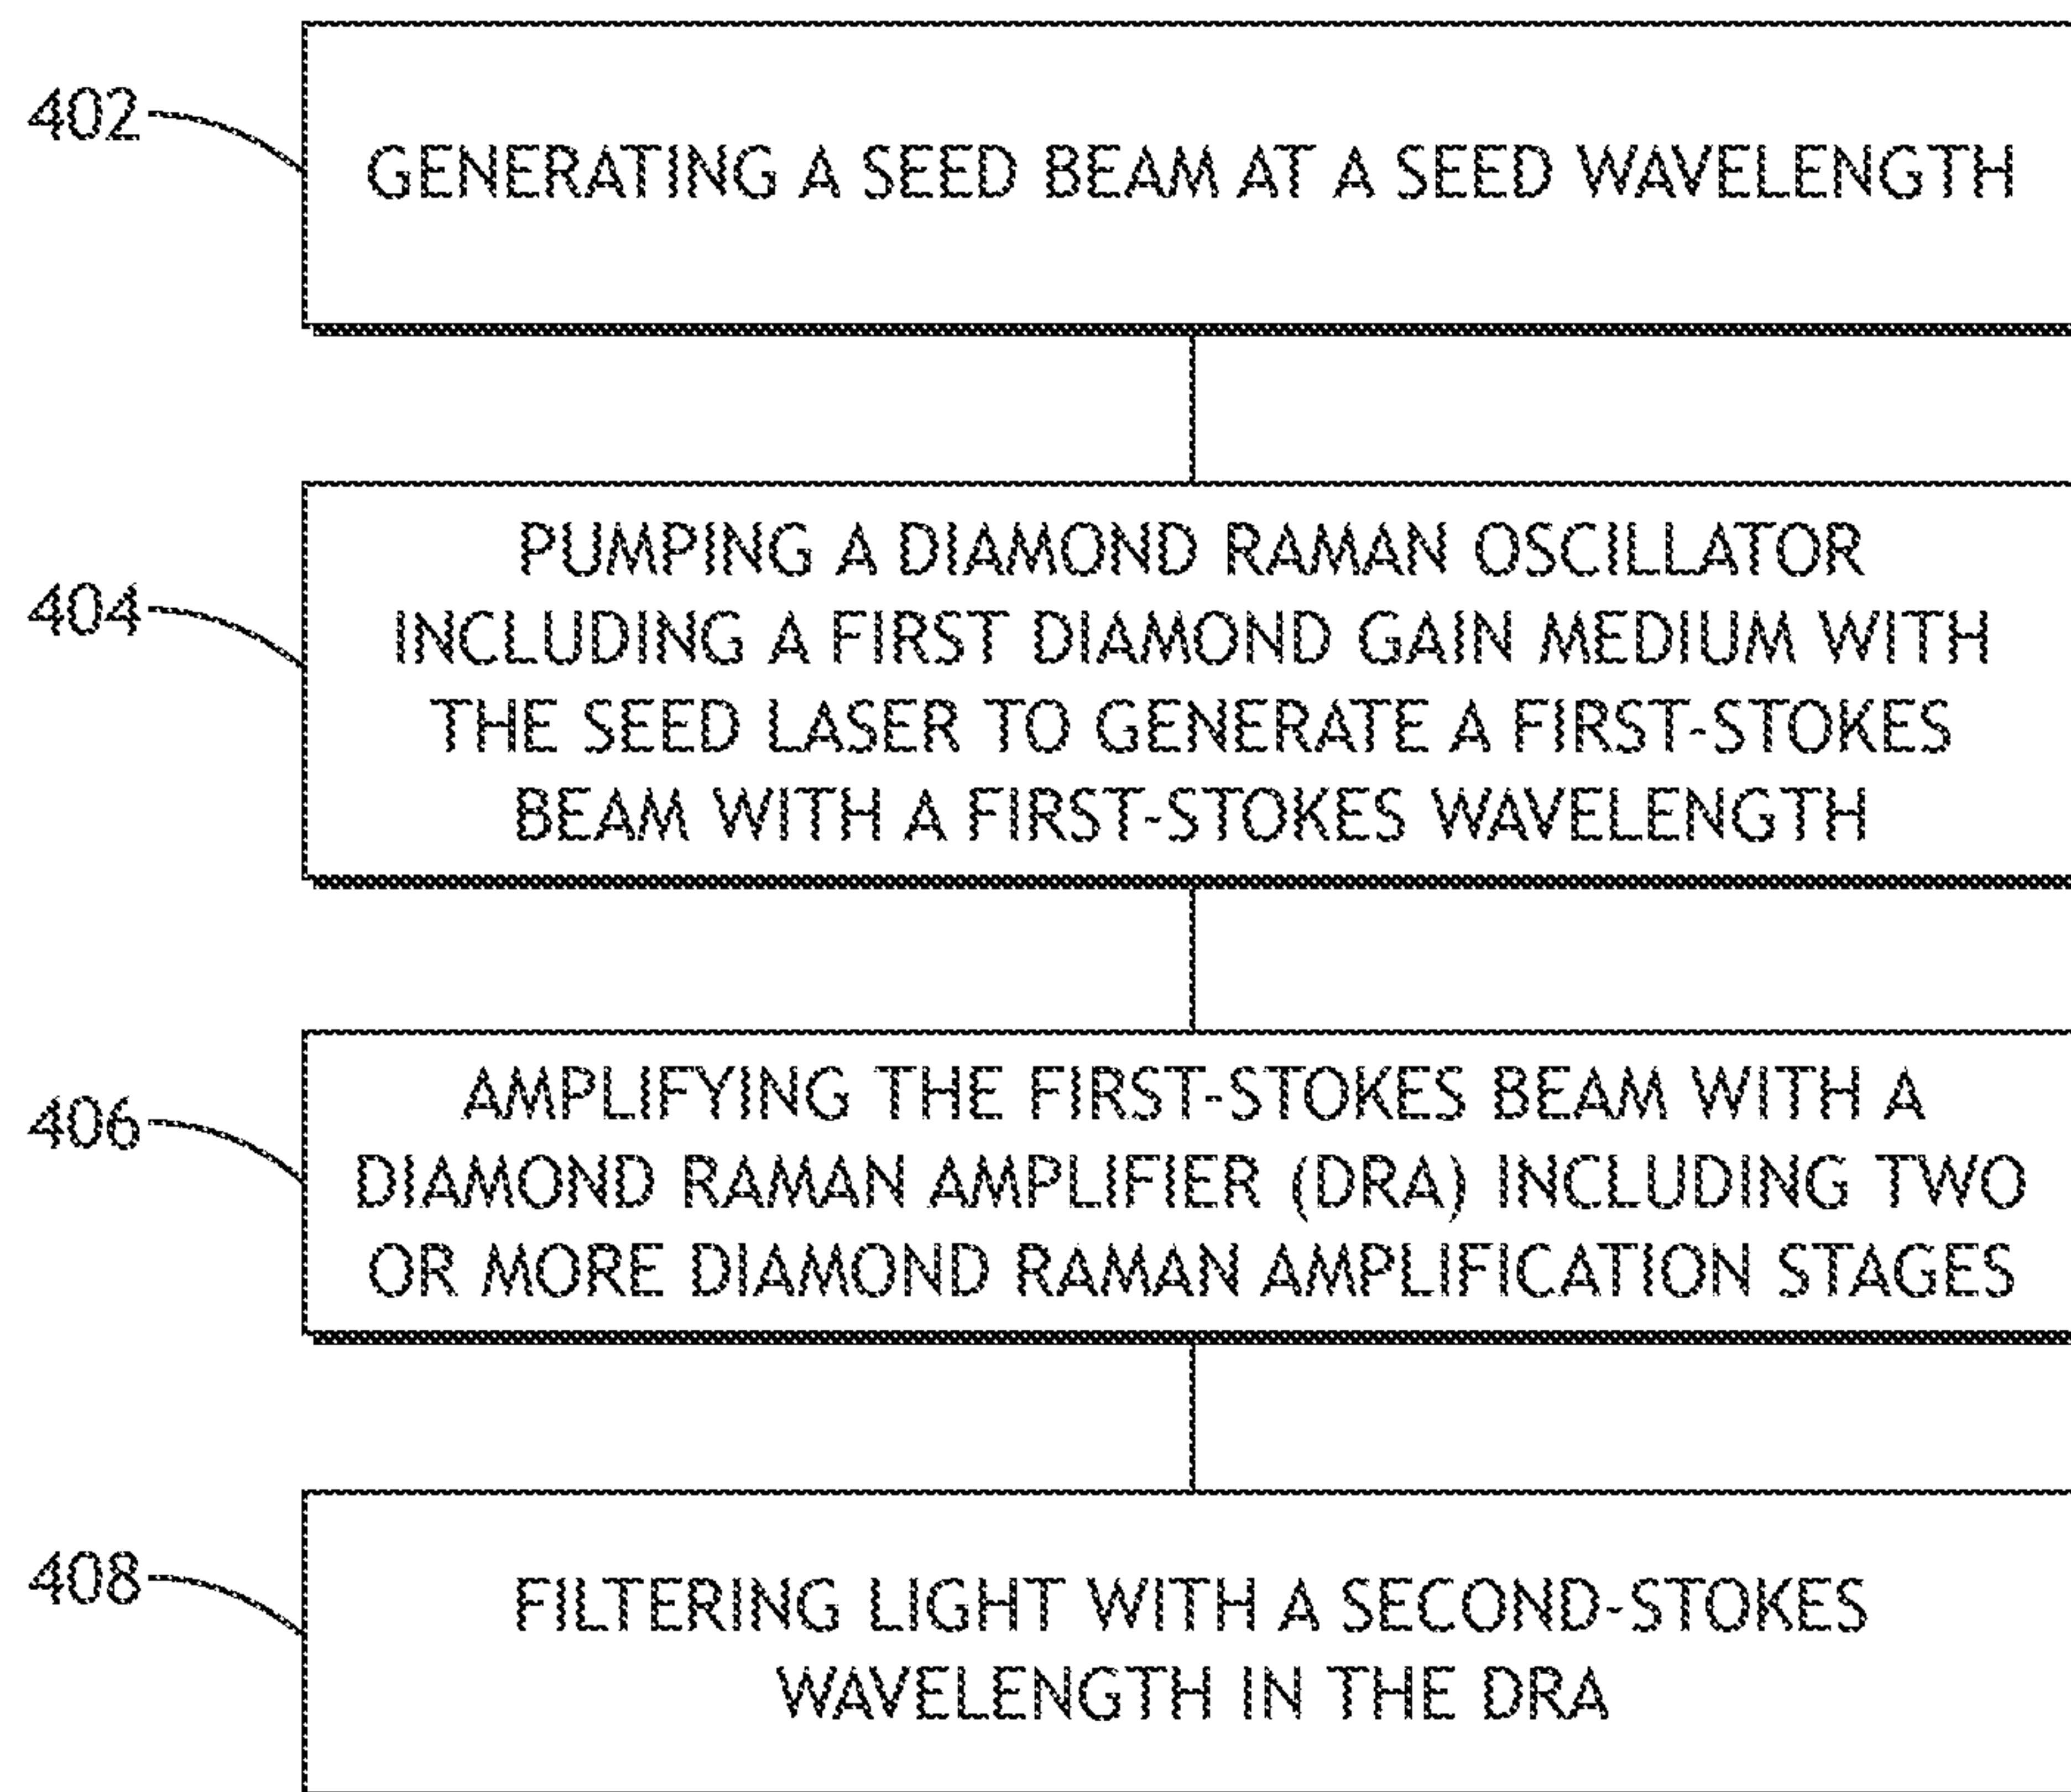 402
GENERATING A SEED BEAM AT A SEED WAVELENGTH
404
PUMPING A DIAMOND RAMAN OSCILLATOR
INCLUDING A FIRST DIAMOND GAIN MEDIUM WITH
THE SEED LASER TO GENERATE A FIRST-STOKES
BEAM WITH A FIRST-STOKES WAVELENGTH
406
AMPLIFYING THE FIRST-STOKES BEAM WITH A
DIAMOND RAMAN AMPLIFIER (DRA) INCLUDING TWO
OR MORE DIAMOND RAMAN AMPLIFICATION STAGES
408
FILTERING LIGHT WITH A SECOND-STOKES
WAVELENGTH IN THE DRA